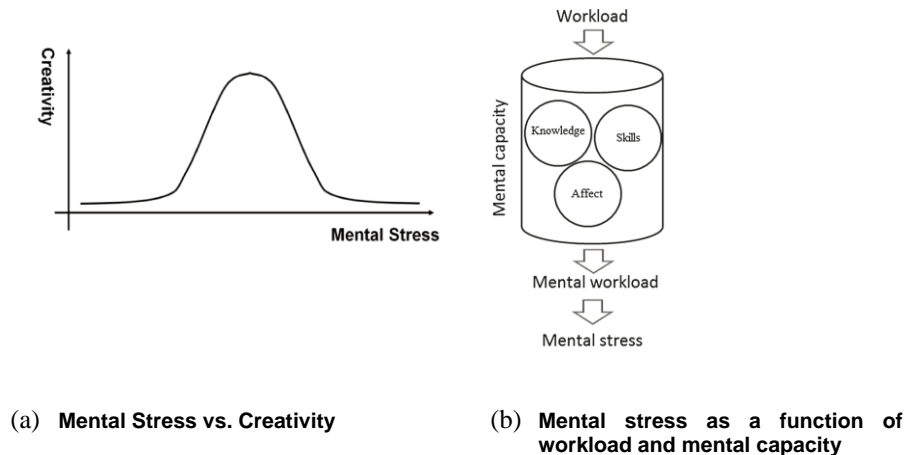 Creativity
Mental Stress
Workload
Mental capacity
Knowledge
Skills
Affect
Mental workload
Mental stress
(a) Mental Stress vs. Creativity
(b) Mental stress as a function of
workload and mental capacity